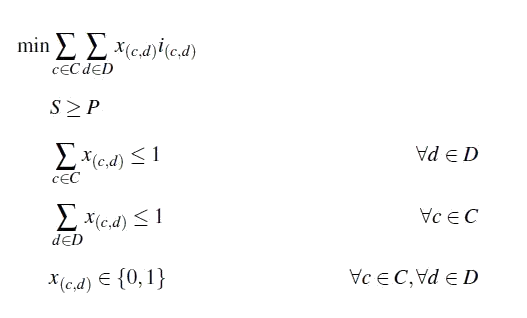 min ∑_{c∈C} ∑_{d∈D} x_{(c,d)} i_{(c,d)}
S ≥ P
∑_{c∈C} x_{(c,d)} ≤ 1 ∀d ∈ D
∑_{d∈D} x_{(c,d)} ≤ 1 ∀c ∈ C
x_{(c,d)} ∈ {0,1} ∀c ∈ C, ∀d ∈ D